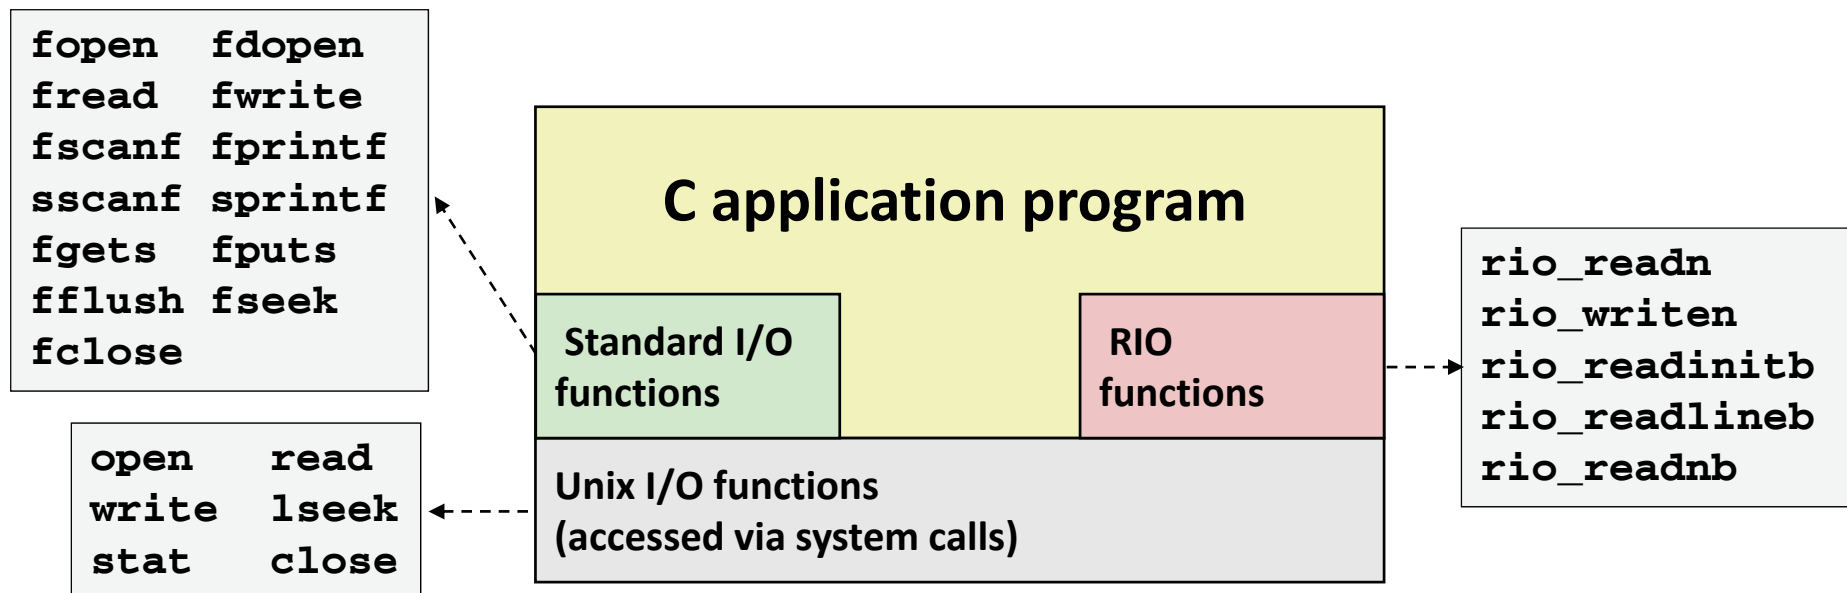 fopen fdopen
fread fwrite
fscanf fprintf
sscanf sprintf
fgets fputs
fflush fseek
fclose
open read
write lseek
stat close
C application program
Standard I/O
functions
RIO
functions
Unix I/O functions
(accessed via system calls)
rio_readn
rio_writen
rio_readinitb
rio_readlineb
rio_readnb